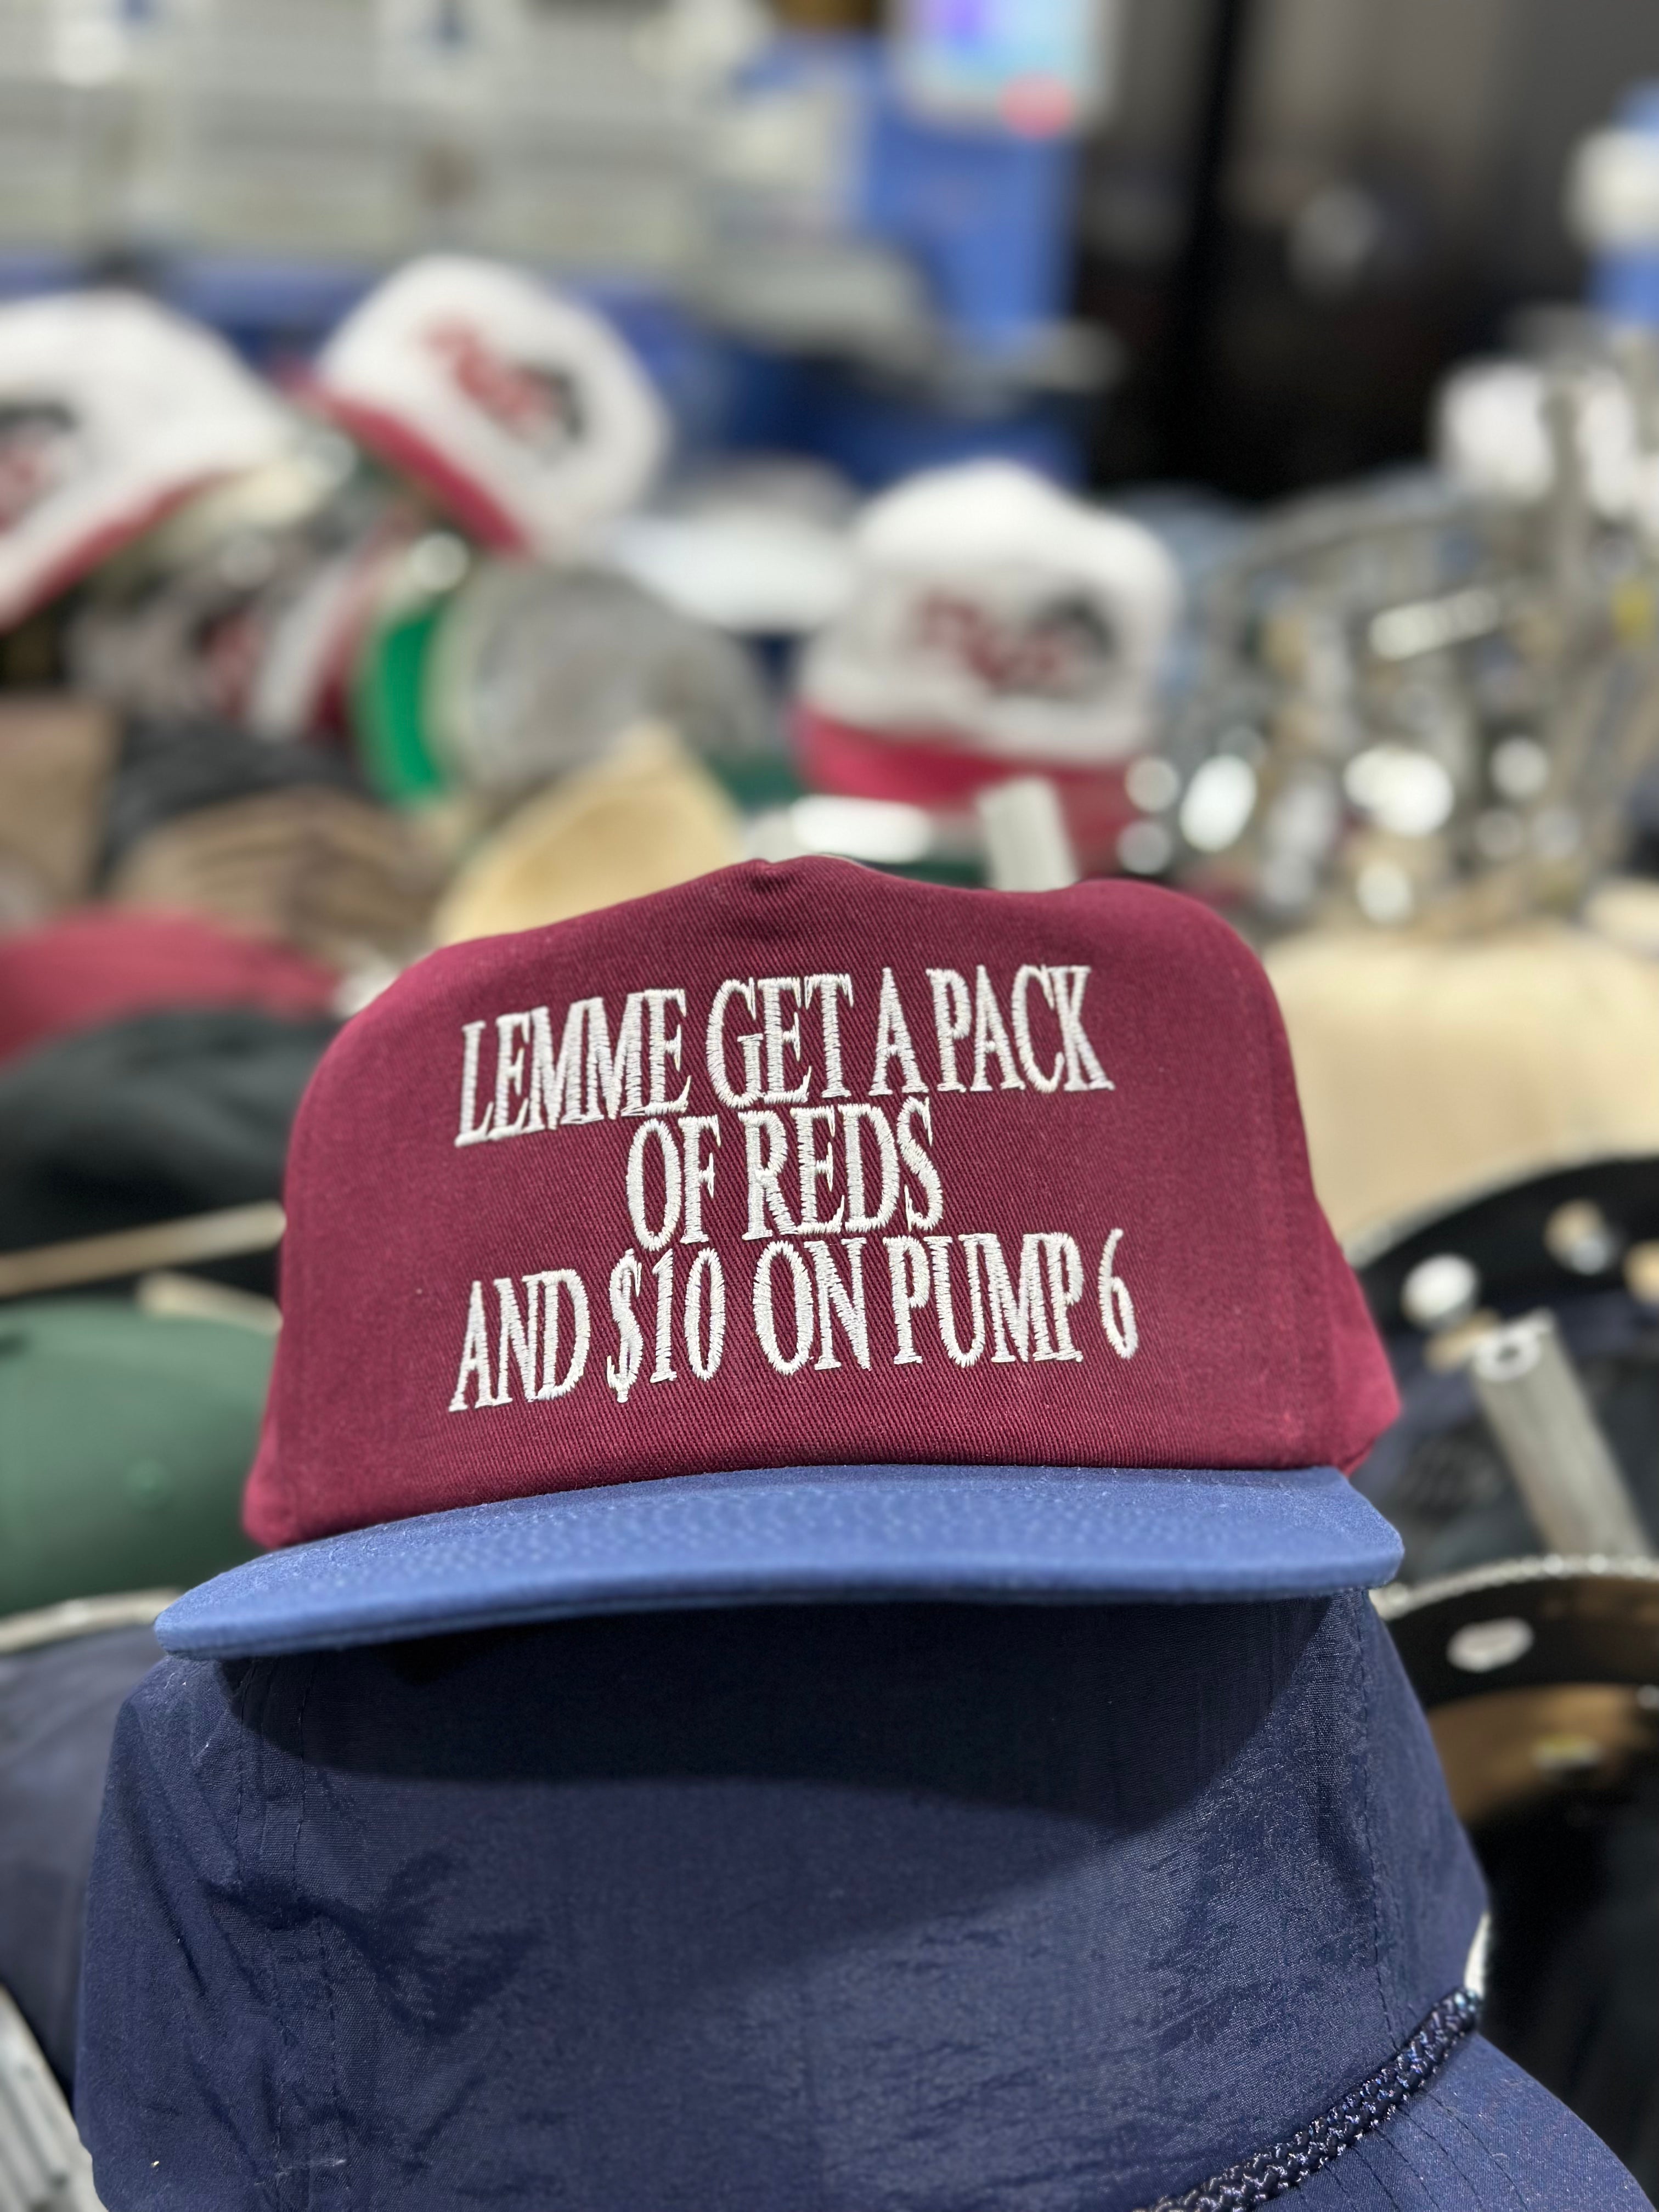 LEMME GET A PACK
OF REDS
AND $10 ON PUMP 6